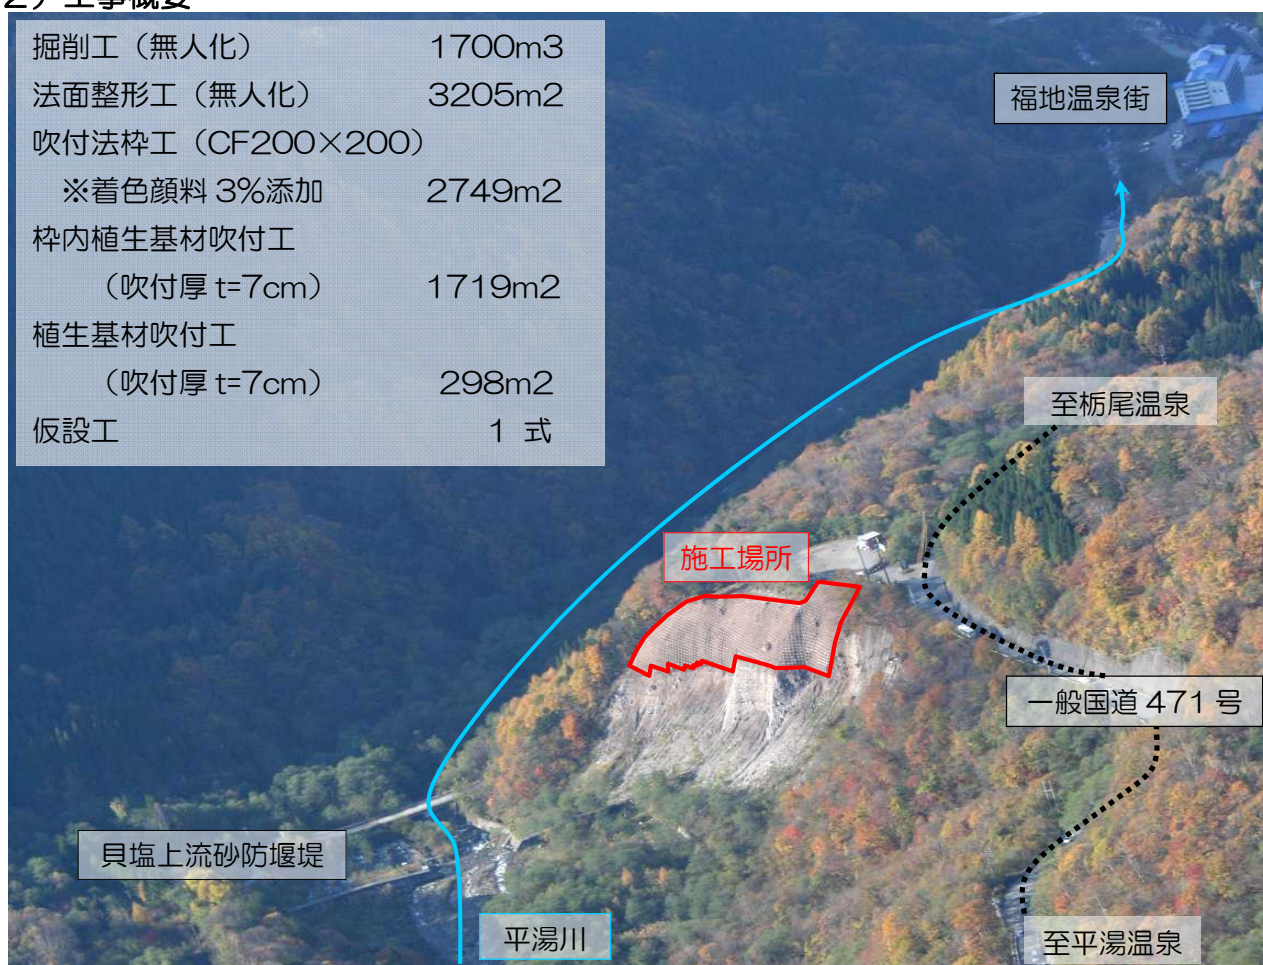 2）工事概要
掘削工（無人化） 1700m3
法面整形工（無人化） 3205m2
吹付法枠工（CF200×200）
※着色顔料 3%添加 2749m2
枠内植生基材吹付工
（吹付厚 t=7cm） 1719m2
植生基材吹付工
（吹付厚 t=7cm） 298m2
仮設工 1 式
福地温泉街
至栃尾温泉
施工場所
一般国道 471 号
貝塩上流砂防堰堤
平湯川
至平湯温泉